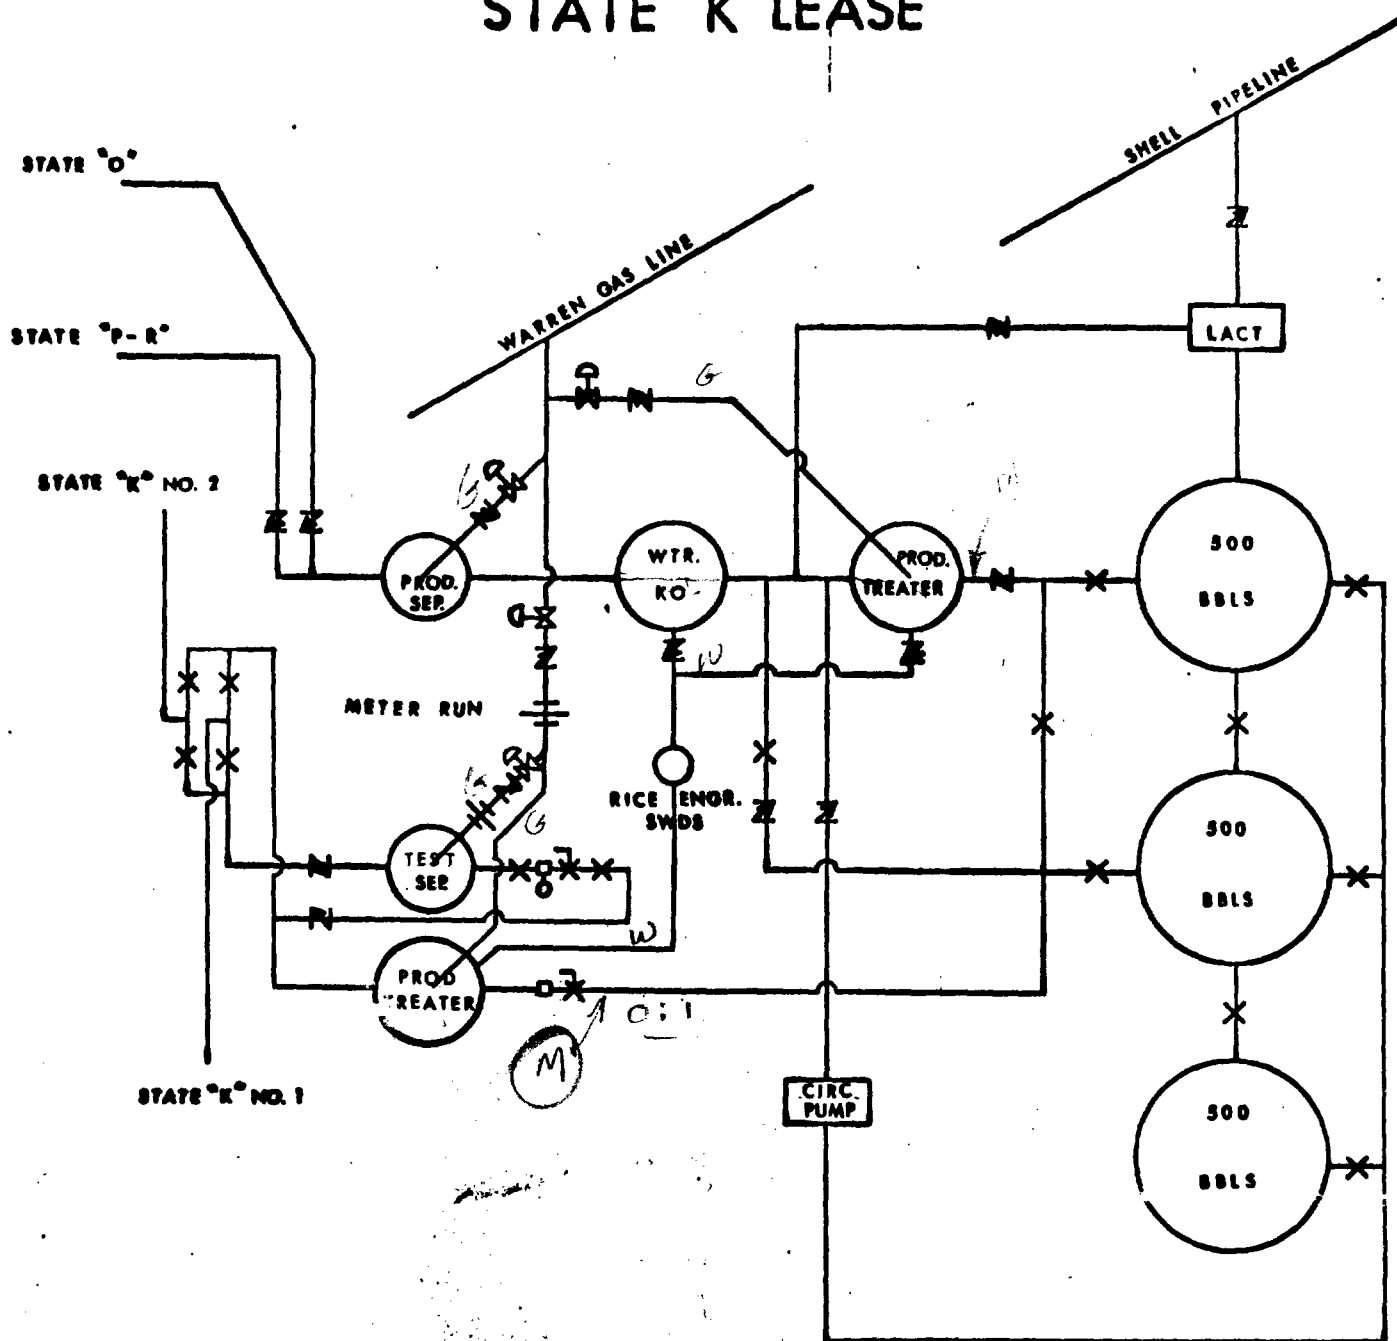 STATE K LEASE
SHELL PIPELINE
STATE "O"
WARREN GAS LINE
STATE "P-R"
LACT
G
STATE "K" NO. 2
G
500
BBLS
WTR.
KO
PROD.
TREATER
PROD.
SEP.
W
METER RUN
G
RICE ENGR.
SWDS
G
500
BBLS
TEST
SEP.
W
PROD
TREATER
Oil
M
STATE "K" NO. 1
CIRC.
PUMP
500
BBLS